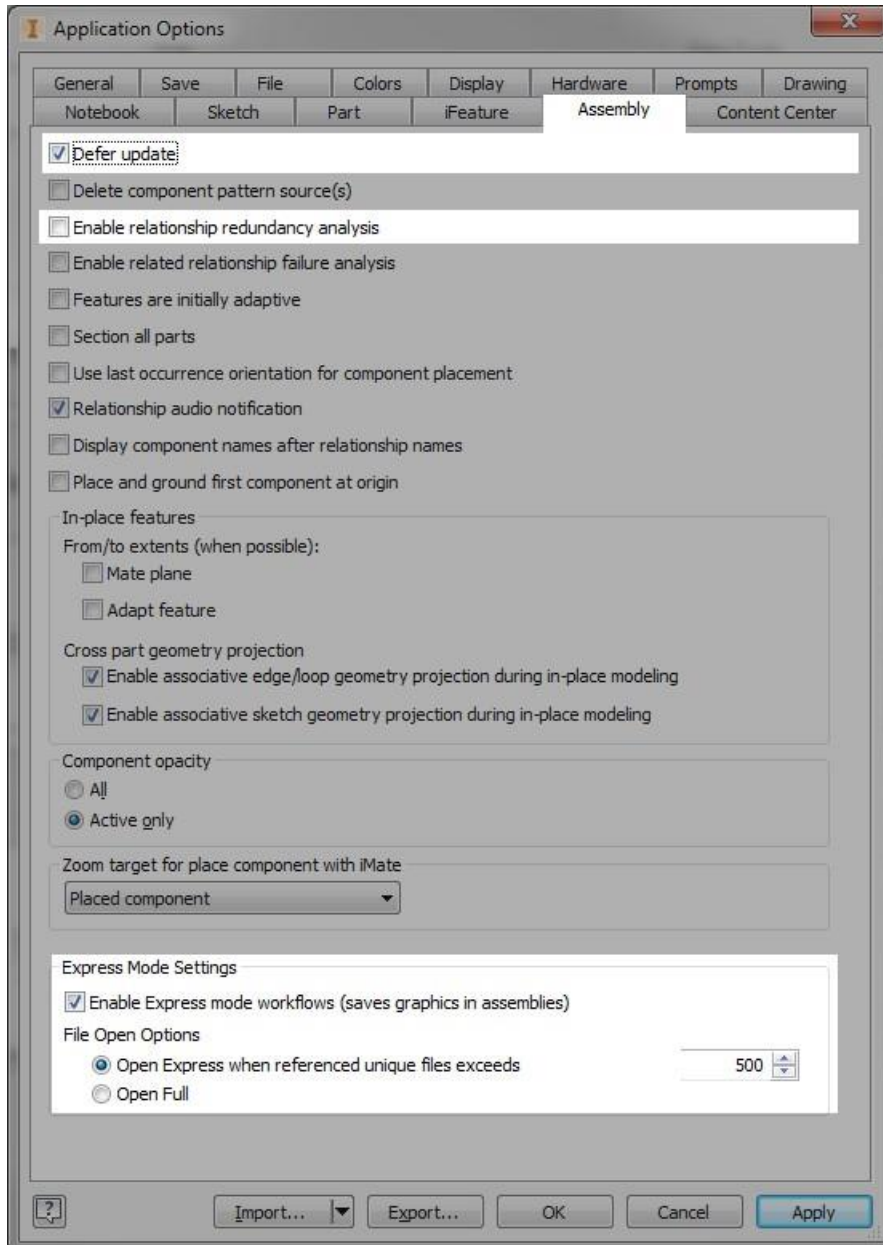 Application Options
General Save File Colors Display Hardware Prompts Drawing
Notebook Sketch Part iFeature Assembly Content Center
Defer update
Delete component pattern source(s)
Enable relationship redundancy analysis
Enable related relationship failure analysis
Features are initially adaptive
Section all parts
Use last occurrence orientation for component placement
Relationship audio notification
Display component names after relationship names
Place and ground first component at origin
In-place features
From/to extents (when possible):
Mate plane
Adapt feature
Cross part geometry projection
Enable associative edge/loop geometry projection during in-place modeling
Enable associative sketch geometry projection during in-place modeling
Component opacity
All
Active only
Zoom target for place component with iMate
Placed component
Express Mode Settings
Enable Express mode workflows (saves graphics in assemblies)
File Open Options
Open Express when referenced unique files exceeds 500
Open Full
? Import... Export... OK Cancel Apply